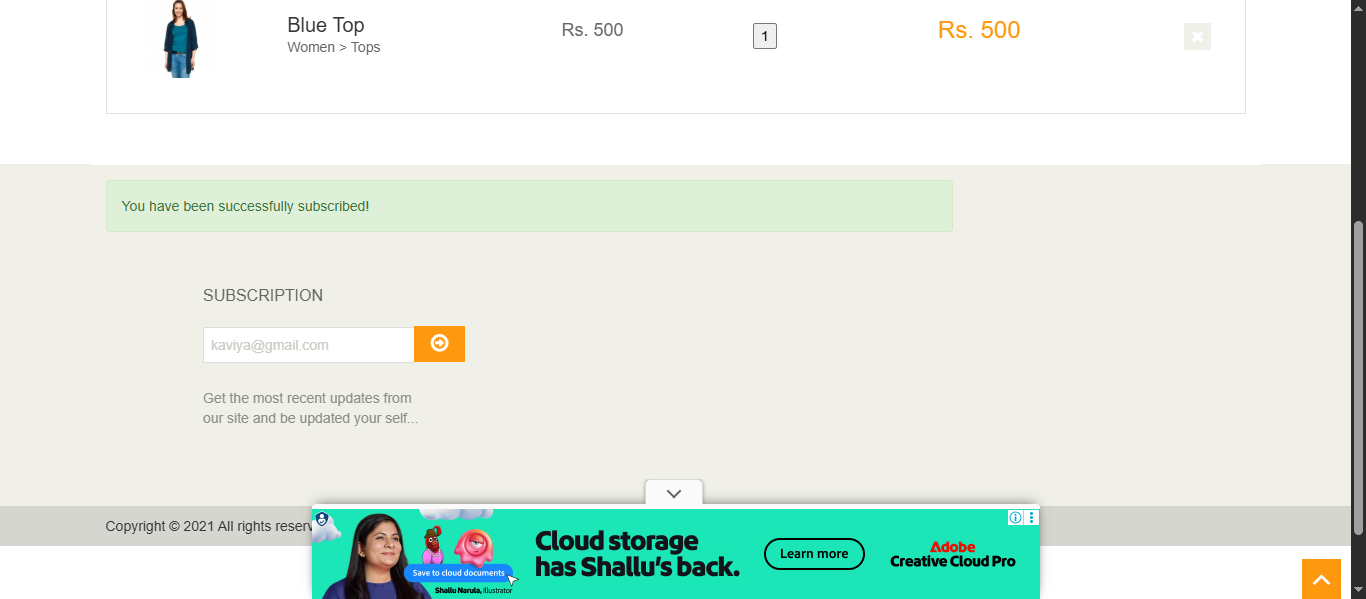 Blue Top
Rs. 500
1
Rs. 500
Women > Tops
You have been successfully subscribed!
SUBSCRIPTION
kaviya@gmail.com
Get the most recent updates from
our site and be updated your self...
Copyright © 2021 All rights reserv
Cloud storage
has Shallu's back.
Learn more
Adobe
Creative Cloud Pro
Save to cloud documents
Shallu Narula, Illustrator